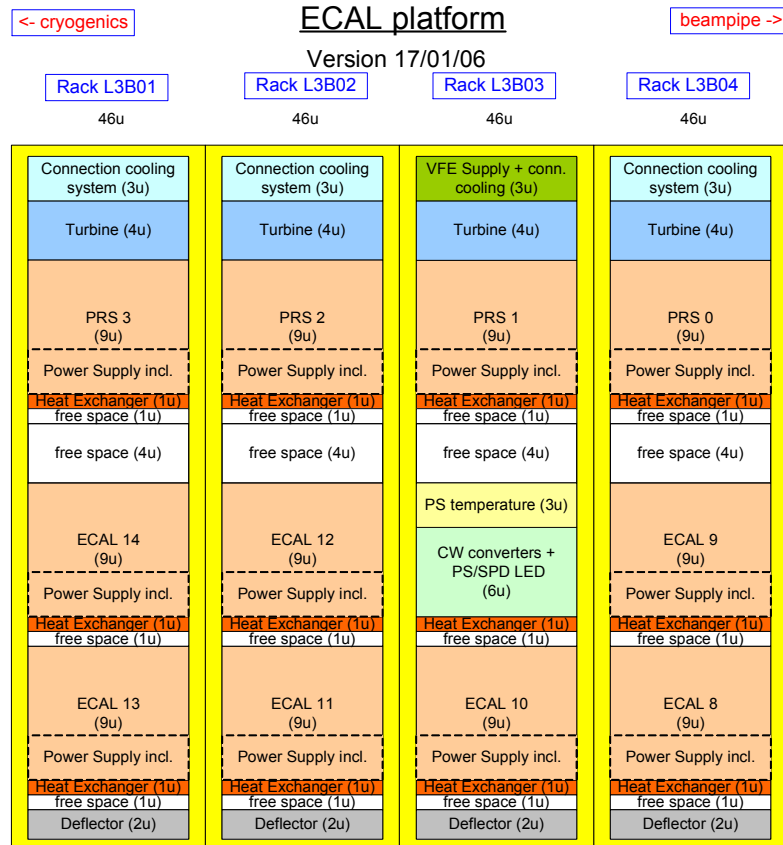 <- cryogenics
ECAL platform
beampipe ->
Version 17/01/06
Rack L3B01
Rack L3B02
Rack L3B03
Rack L3B04
46u
46u
46u
46u
Connection cooling
system (3u)
Turbine (4u)
PRS 3
(9u)
Power Supply incl.
Heat Exchanger (1u)
free space (1u)
free space (4u)
ECAL 14
(9u)
Power Supply incl.
Heat Exchanger (1u)
free space (1u)
ECAL 13
(9u)
Power Supply incl.
Heat Exchanger (1u)
free space (1u)
Deflector (2u)
Connection cooling
system (3u)
Turbine (4u)
PRS 2
(9u)
Power Supply incl.
Heat Exchanger (1u)
free space (1u)
free space (4u)
ECAL 12
(9u)
Power Supply incl.
Heat Exchanger (1u)
free space (1u)
ECAL 11
(9u)
Power Supply incl.
Heat Exchanger (1u)
free space (1u)
Deflector (2u)
VFE Supply + conn.
cooling (3u)
Turbine (4u)
PRS 1
(9u)
Power Supply incl.
Heat Exchanger (1u)
free space (1u)
free space (4u)
PS temperature (3u)
CW converters +
PS/SPD LED
(6u)
Heat Exchanger (1u)
free space (1u)
ECAL 10
(9u)
Power Supply incl.
Heat Exchanger (1u)
free space (1u)
Deflector (2u)
Connection cooling
system (3u)
Turbine (4u)
PRS 0
(9u)
Power Supply incl.
Heat Exchanger (1u)
free space (1u)
free space (4u)
ECAL 9
(9u)
Power Supply incl.
Heat Exchanger (1u)
free space (1u)
ECAL 8
(9u)
Power Supply incl.
Heat Exchanger (1u)
free space (1u)
Deflector (2u)